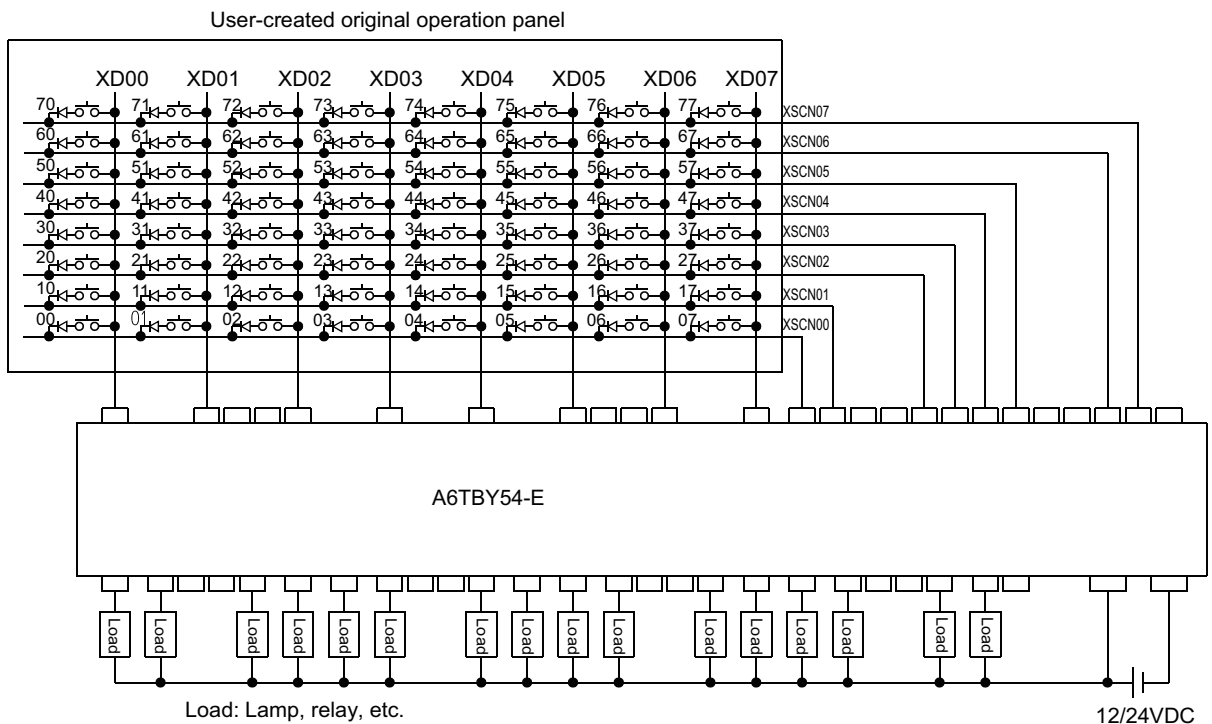 User-created original operation panel
XD00 XD01 XD02 XD03 XD04 XD05 XD06 XD07
70 71 72 73 74 75 76 77 XSCN07
60 61 62 63 64 65 66 67 XSCN06
50 51 52 53 54 55 56 57 XSCN05
40 41 42 43 44 45 46 47 XSCN04
30 31 32 33 34 35 36 37 XSCN03
20 21 22 23 24 25 26 27 XSCN02
10 11 12 13 14 15 16 17 XSCN01
00 01 02 03 04 05 06 07 XSCN00
A6TBY54-E
Load Load Load Load Load Load Load Load Load Load Load Load Load Load Load Load
Load: Lamp, relay, etc.
12/24VDC